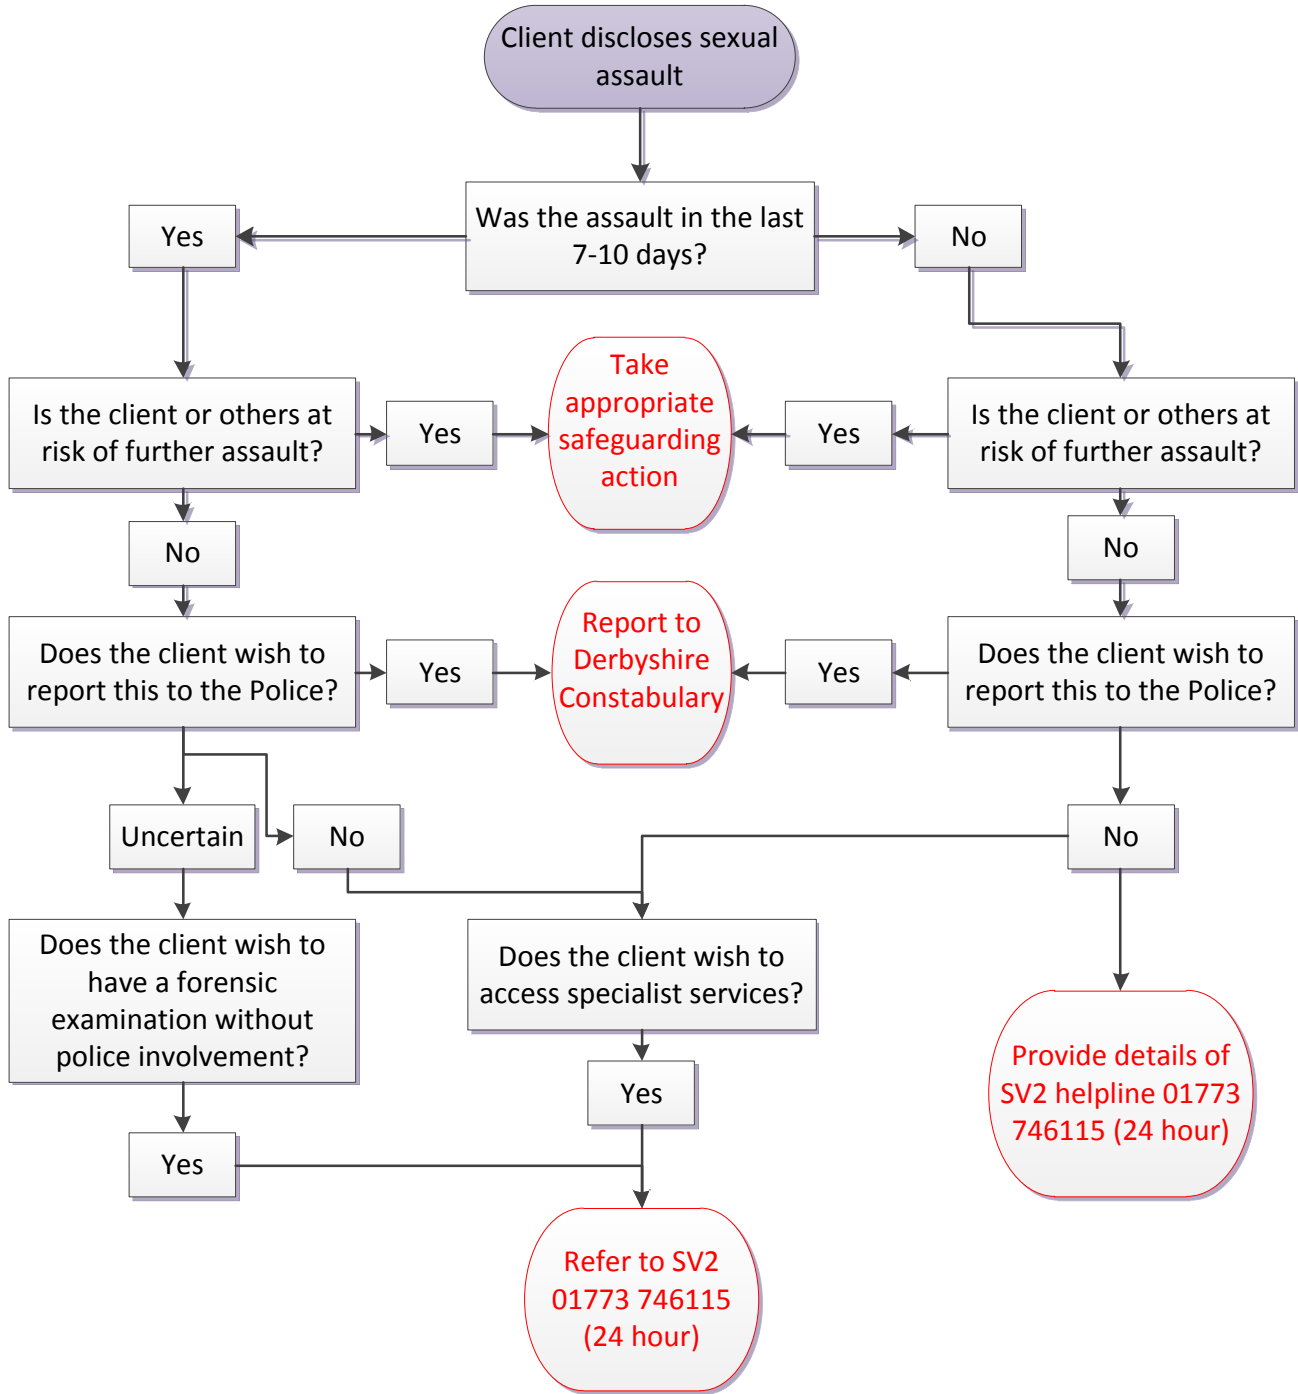 Client discloses sexual
assault
Was the assault in the last
7-10 days?
Yes
No
Is the client or others at
risk of further assault?
Yes
Take
appropriate
safeguarding
action
Yes
Is the client or others at
risk of further assault?
No
No
Does the client wish to
report this to the Police?
Yes
Report to
Derbyshire
Constabulary
Yes
Does the client wish to
report this to the Police?
Uncertain
No
No
Does the client wish to
have a forensic
examination without
police involvement?
Does the client wish to
access specialist services?
Provide details of
SV2 helpline 01773
746115 (24 hour)
Yes
Yes
Refer to SV2
01773 746115
(24 hour)